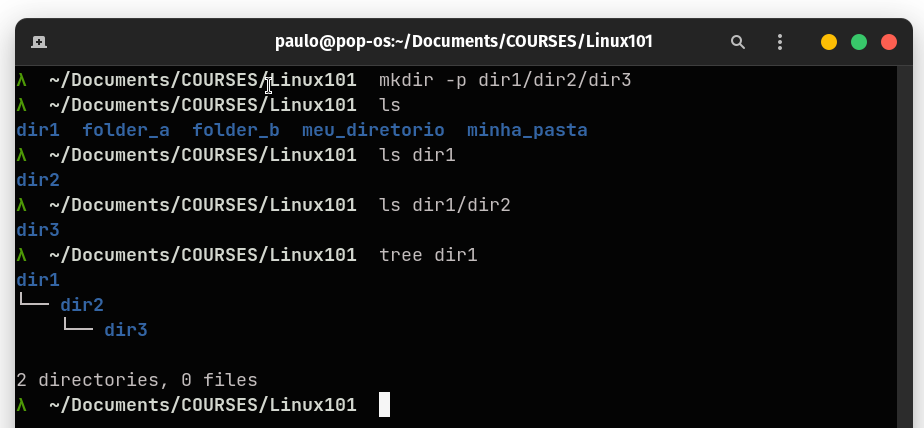 paulo@pop-os:~/Documents/COURSES/Linux101
λ  ~/Documents/COURSES/Linux101  mkdir -p dir1/dir2/dir3
λ  ~/Documents/COURSES/Linux101  ls
dir1  folder_a  folder_b  meu_diretorio  minha_pasta
λ  ~/Documents/COURSES/Linux101  ls dir1
dir2
λ  ~/Documents/COURSES/Linux101  ls dir1/dir2
dir3
λ  ~/Documents/COURSES/Linux101  tree dir1
dir1
└── dir2
    └── dir3
2 directories, 0 files
λ  ~/Documents/COURSES/Linux101